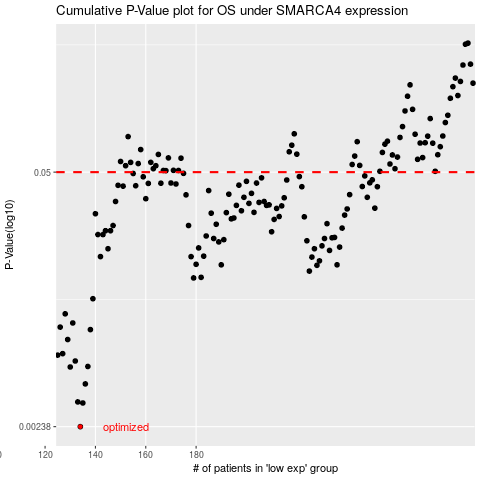 Cumulative P-Value plot for OS under SMARCA4 expression
P-Value(log10)
0.05
0.00238
optimized
0
120
140
160
180
# of patients in 'low exp' group